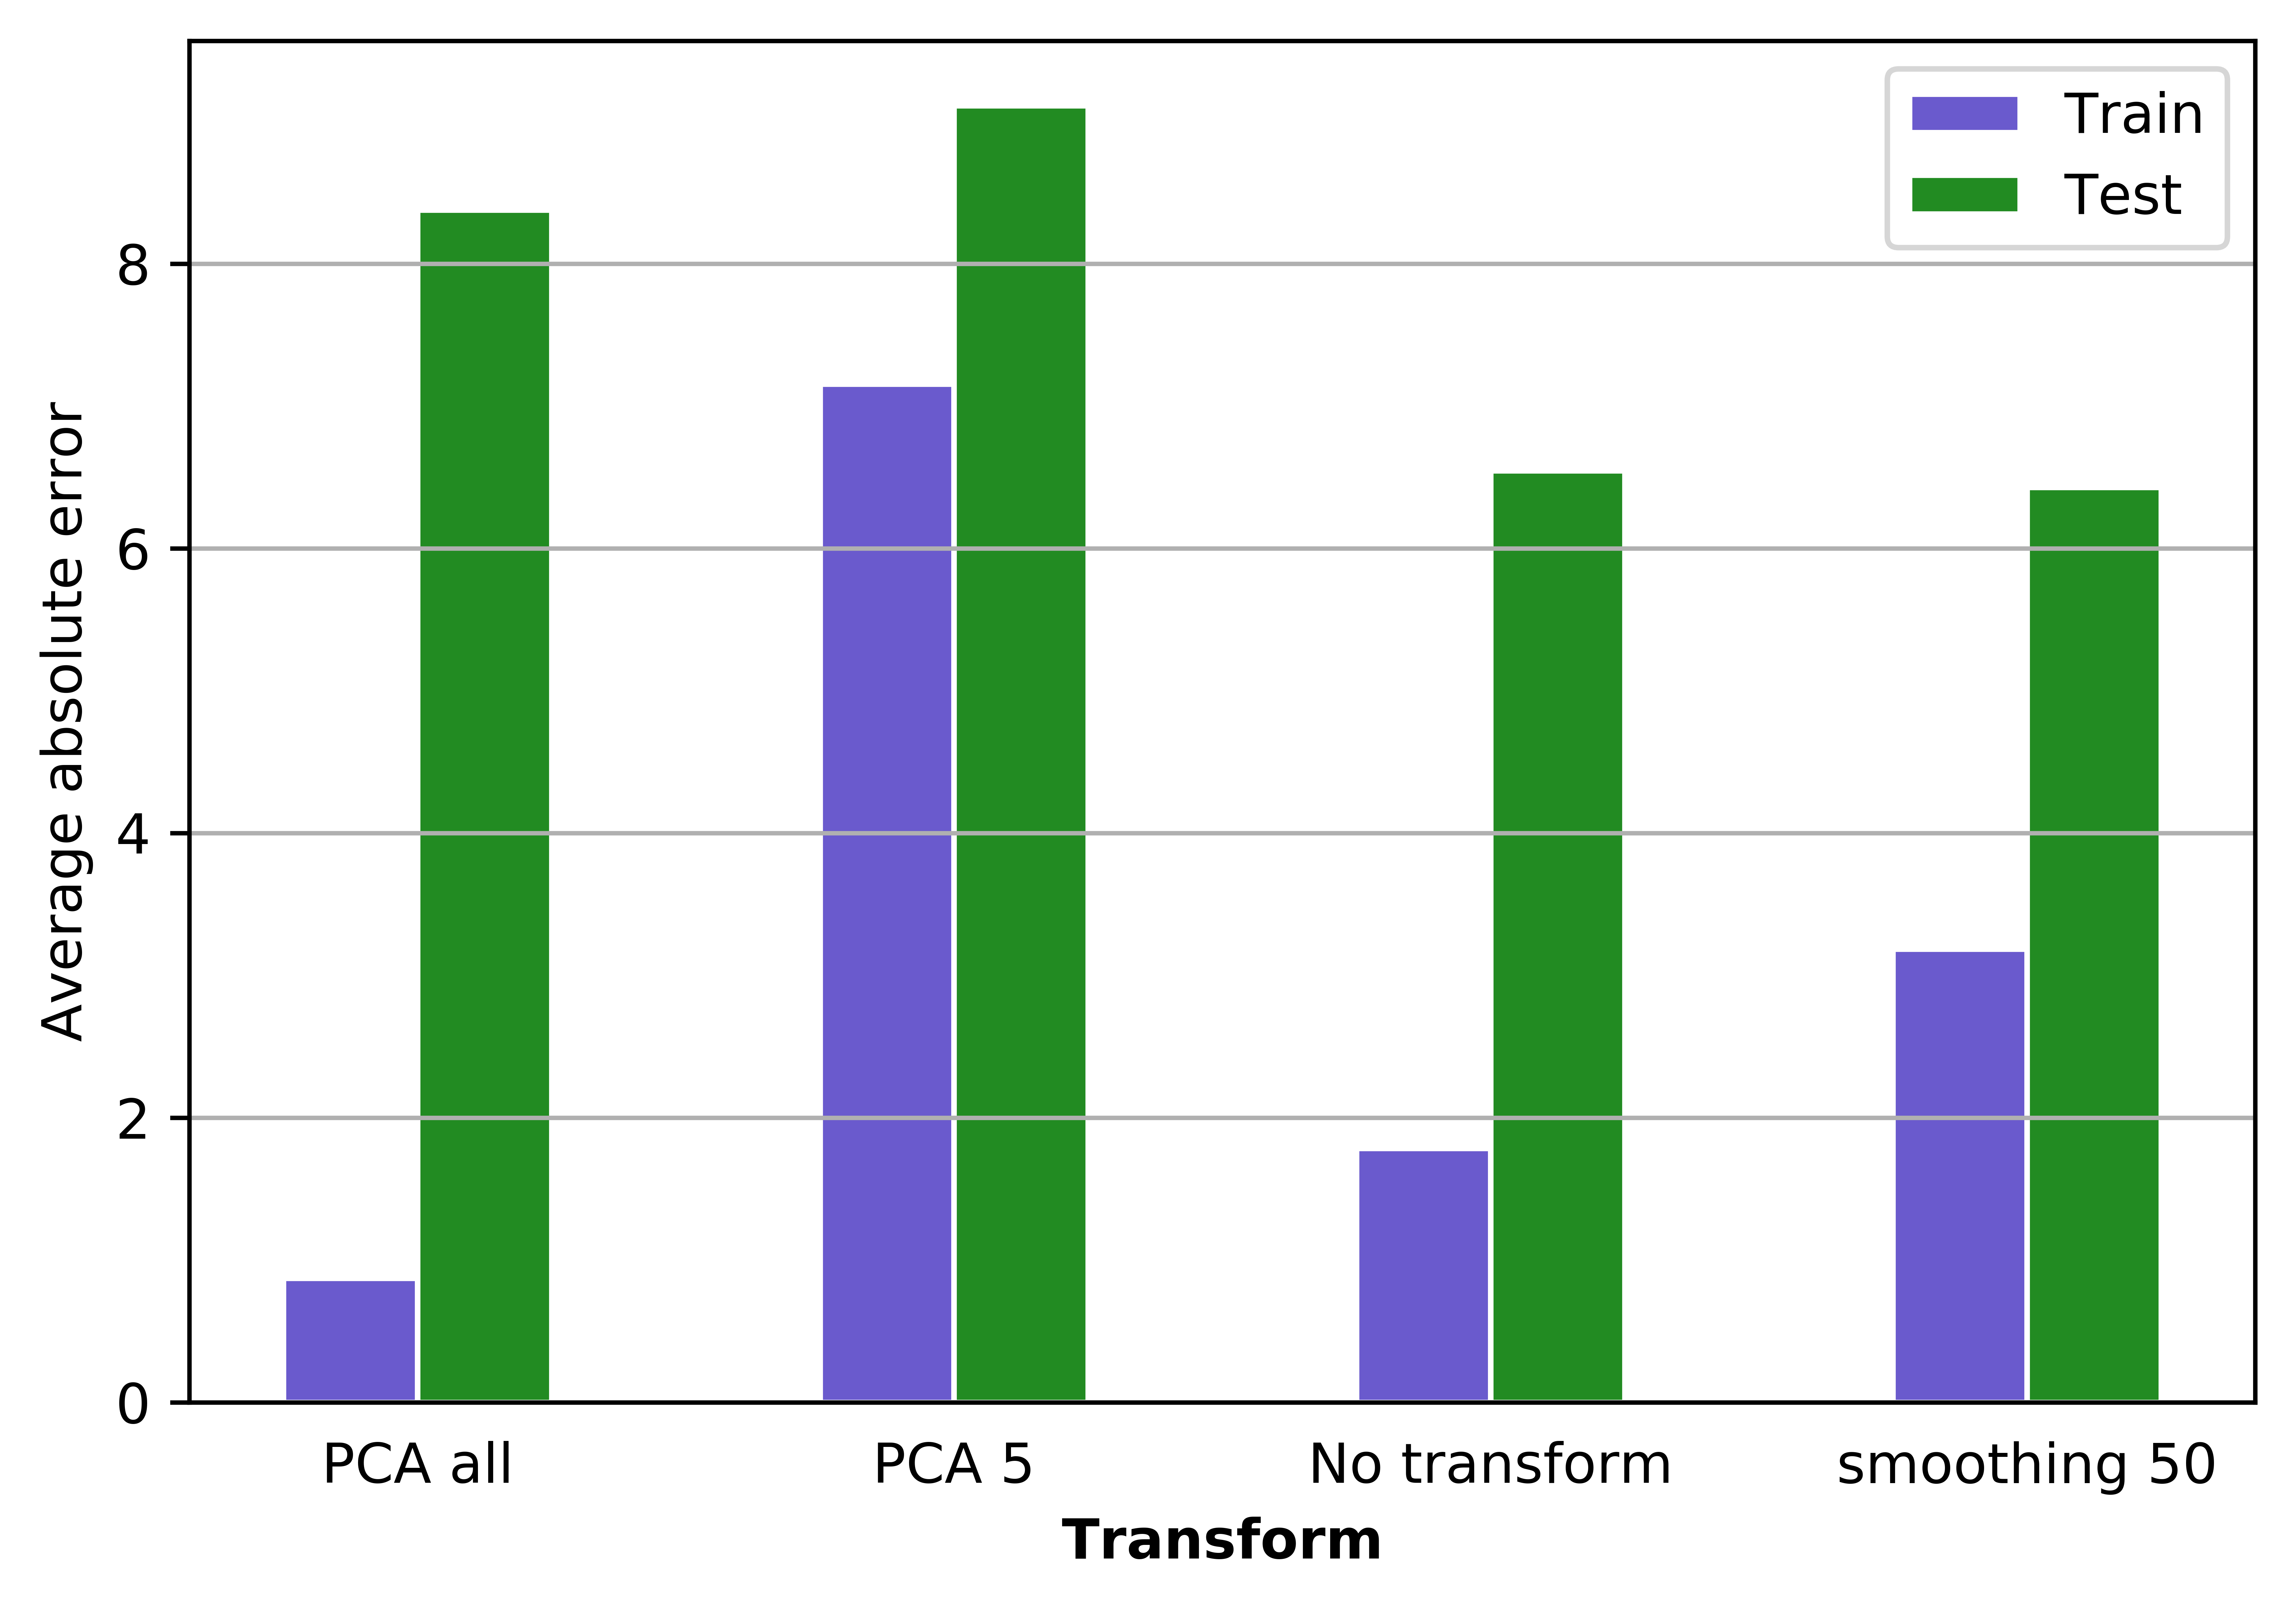 Train
Test
8
6
4
2
0
Average absolute error
PCA all
PCA 5
No transform
smoothing 50
Transform